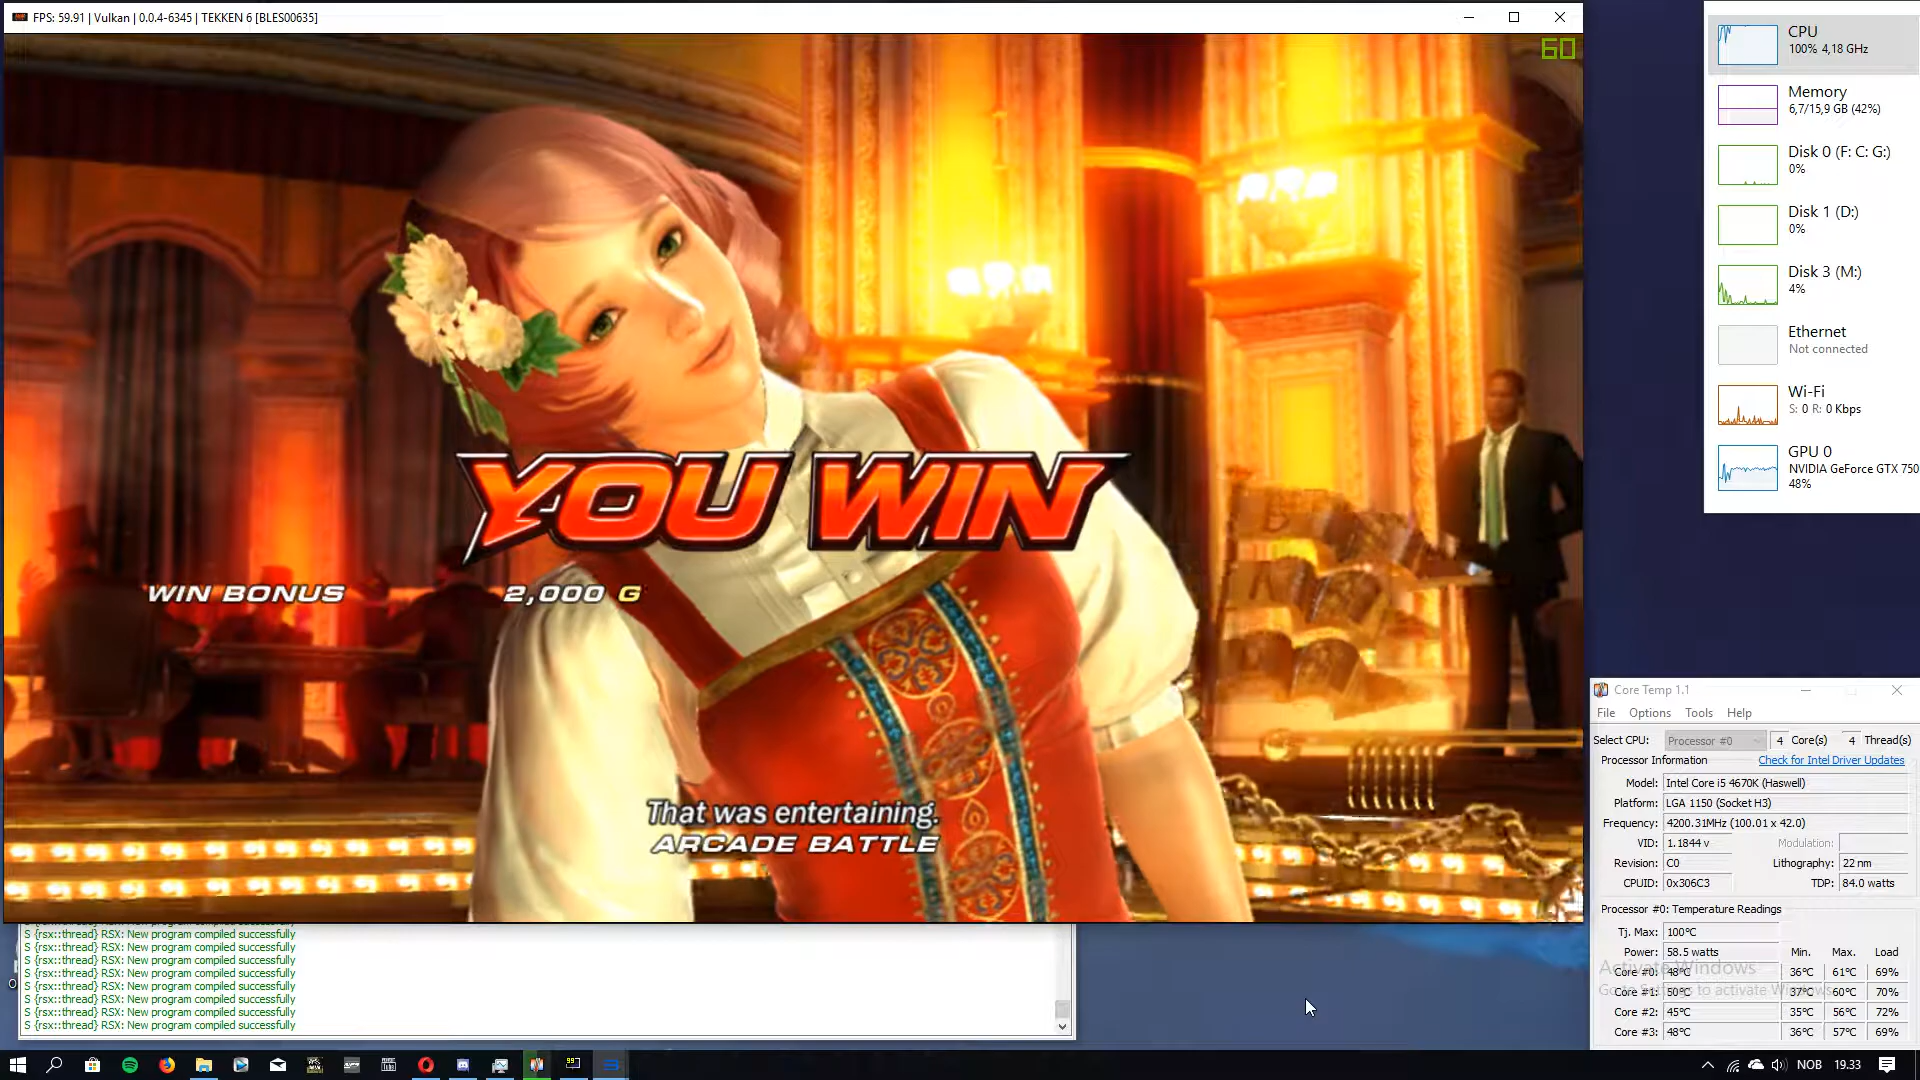 FPS: 59.91 | Vulkan | 0.0.4-6345 | TEKKEN 6 [BLES00635]
60
YOU WIN
WIN BONUS 2,000 G
That was entertaining.
ARCADE BATTLE
S {rsx::thread} RSX: New program compiled successfully
S {rsx::thread} RSX: New program compiled successfully
S {rsx::thread} RSX: New program compiled successfully
S {rsx::thread} RSX: New program compiled successfully
S {rsx::thread} RSX: New program compiled successfully
S {rsx::thread} RSX: New program compiled successfully
S {rsx::thread} RSX: New program compiled successfully
S {rsx::thread} RSX: New program compiled successfully
CPU
100% 4,18 GHz
Memory
6,7/15,9 GB (42%)
Disk 0 (F: C: G:)
0%
Disk 1 (D:)
0%
Disk 3 (M:)
4%
Ethernet
Not connected
Wi-Fi
S: 0 R: 0 Kbps
GPU 0
NVIDIA GeForce GTX 750
48%
Core Temp 1.1
File Options Tools Help
Select CPU: Processor #0 4 Core(s) 4 Thread(s)
Processor Information Check for Intel Driver Updates
Model: Intel Core i5 4670K (Haswell)
Platform: LGA 1150 (Socket H3)
Frequency: 4200.31MHz (100.01 x 42.0)
VID: 1.1844 v Modulation:
Revision: C0 Lithography: 22 nm
CPUID: 0x306C3 TDP: 84.0 watts
Processor #0: Temperature Readings
Tj. Max: 100°C
Power: 58.5 watts Min. Max. Load
Activate Windows
Core #0: 48°C 36°C 61°C 69%
Go to Settings to activate Windows.
Core #1: 50°C 37°C 60°C 70%
Core #2: 45°C 35°C 56°C 72%
Core #3: 48°C 36°C 57°C 69%
NOB 19.33